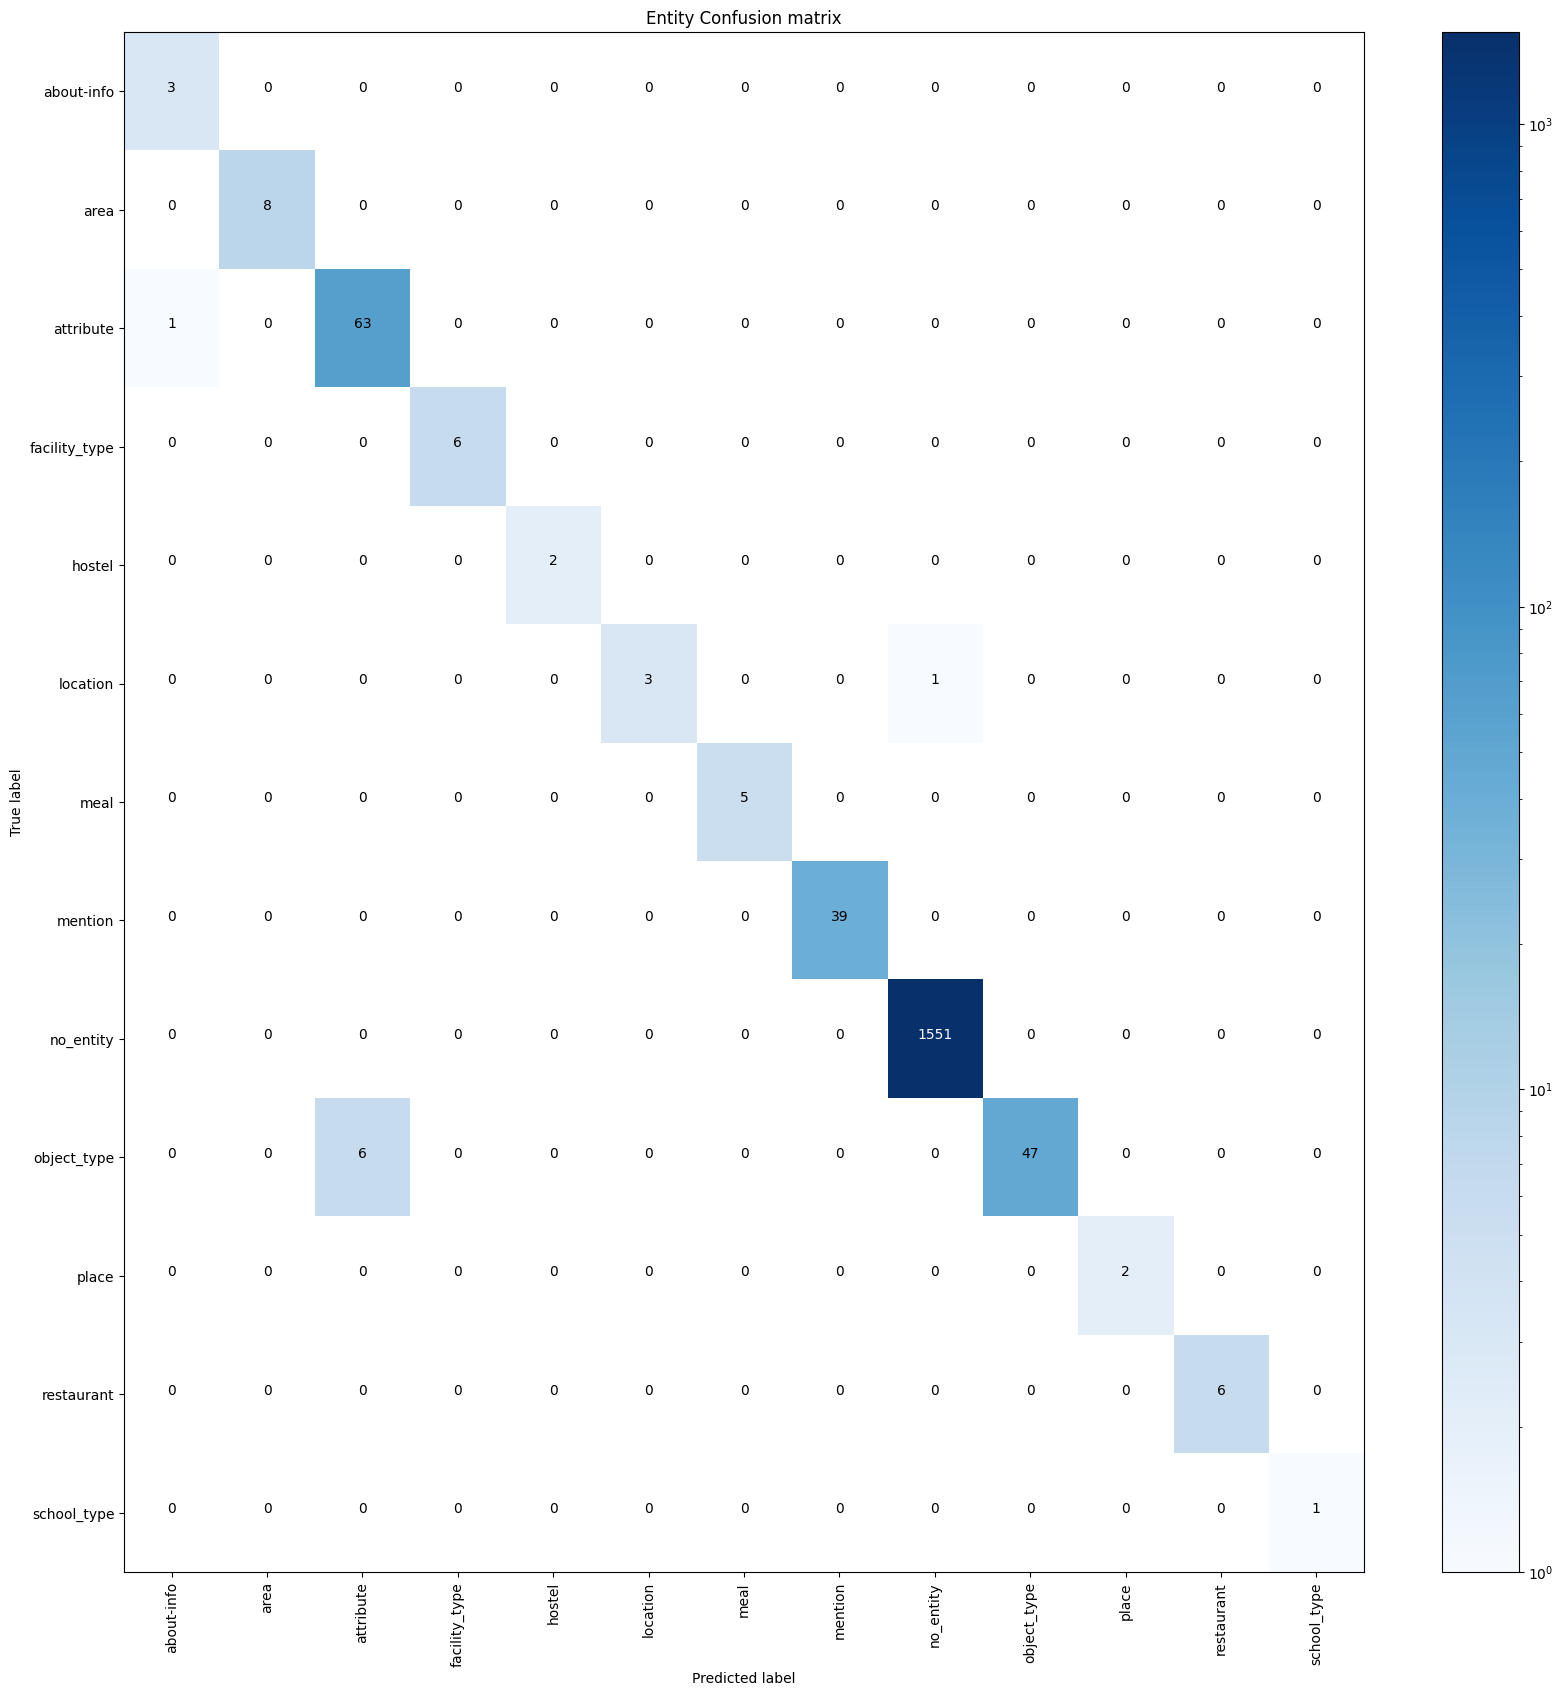 Entity Confusion matrix
about-info 3 0 0 0 0 0 0 0 0 0 0 0 0
area 0 8 0 0 0 0 0 0 0 0 0 0 0
attribute 1 0 63 0 0 0 0 0 0 0 0 0 0
facility_type 0 0 0 6 0 0 0 0 0 0 0 0 0
hostel 0 0 0 0 2 0 0 0 0 0 0 0 0
location 0 0 0 0 0 3 0 0 1 0 0 0 0
meal 0 0 0 0 0 0 5 0 0 0 0 0 0
mention 0 0 0 0 0 0 0 39 0 0 0 0 0
no_entity 0 0 0 0 0 0 0 0 1551 0 0 0 0
object_type 0 0 6 0 0 0 0 0 0 47 0 0 0
place 0 0 0 0 0 0 0 0 0 0 2 0 0
restaurant 0 0 0 0 0 0 0 0 0 0 0 6 0
school_type 0 0 0 0 0 0 0 0 0 0 0 0 1
True label
about-info area attribute facility_type hostel location meal mention no_entity object_type place restaurant school_type
Predicted label
10³
10²
10¹
10⁰